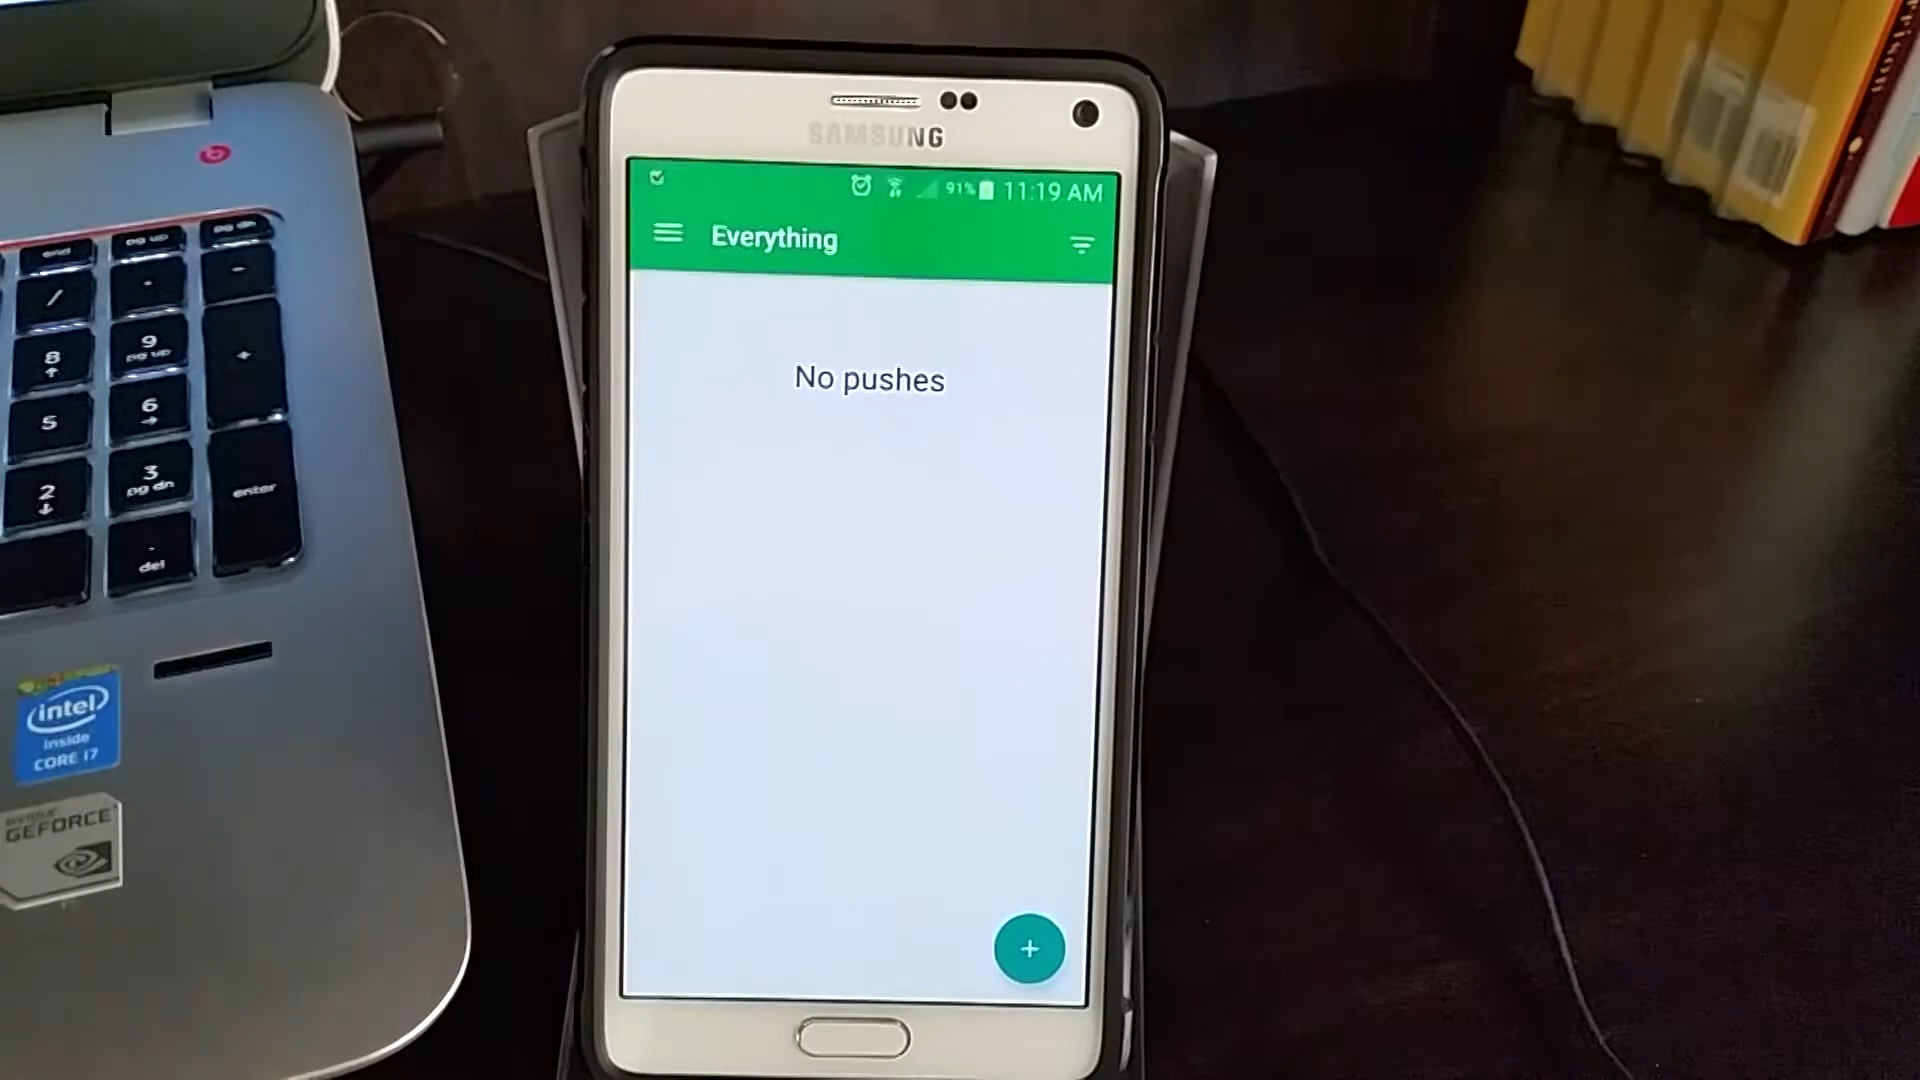 SAMSUNG
91% 11:19 AM
Everything
No pushes
+
end
pg up
pg dn
/
-
8
9
pg up
+
5
6
2
3
pg dn
enter
.
del
intel
inside
CORE i7
GEFORCE